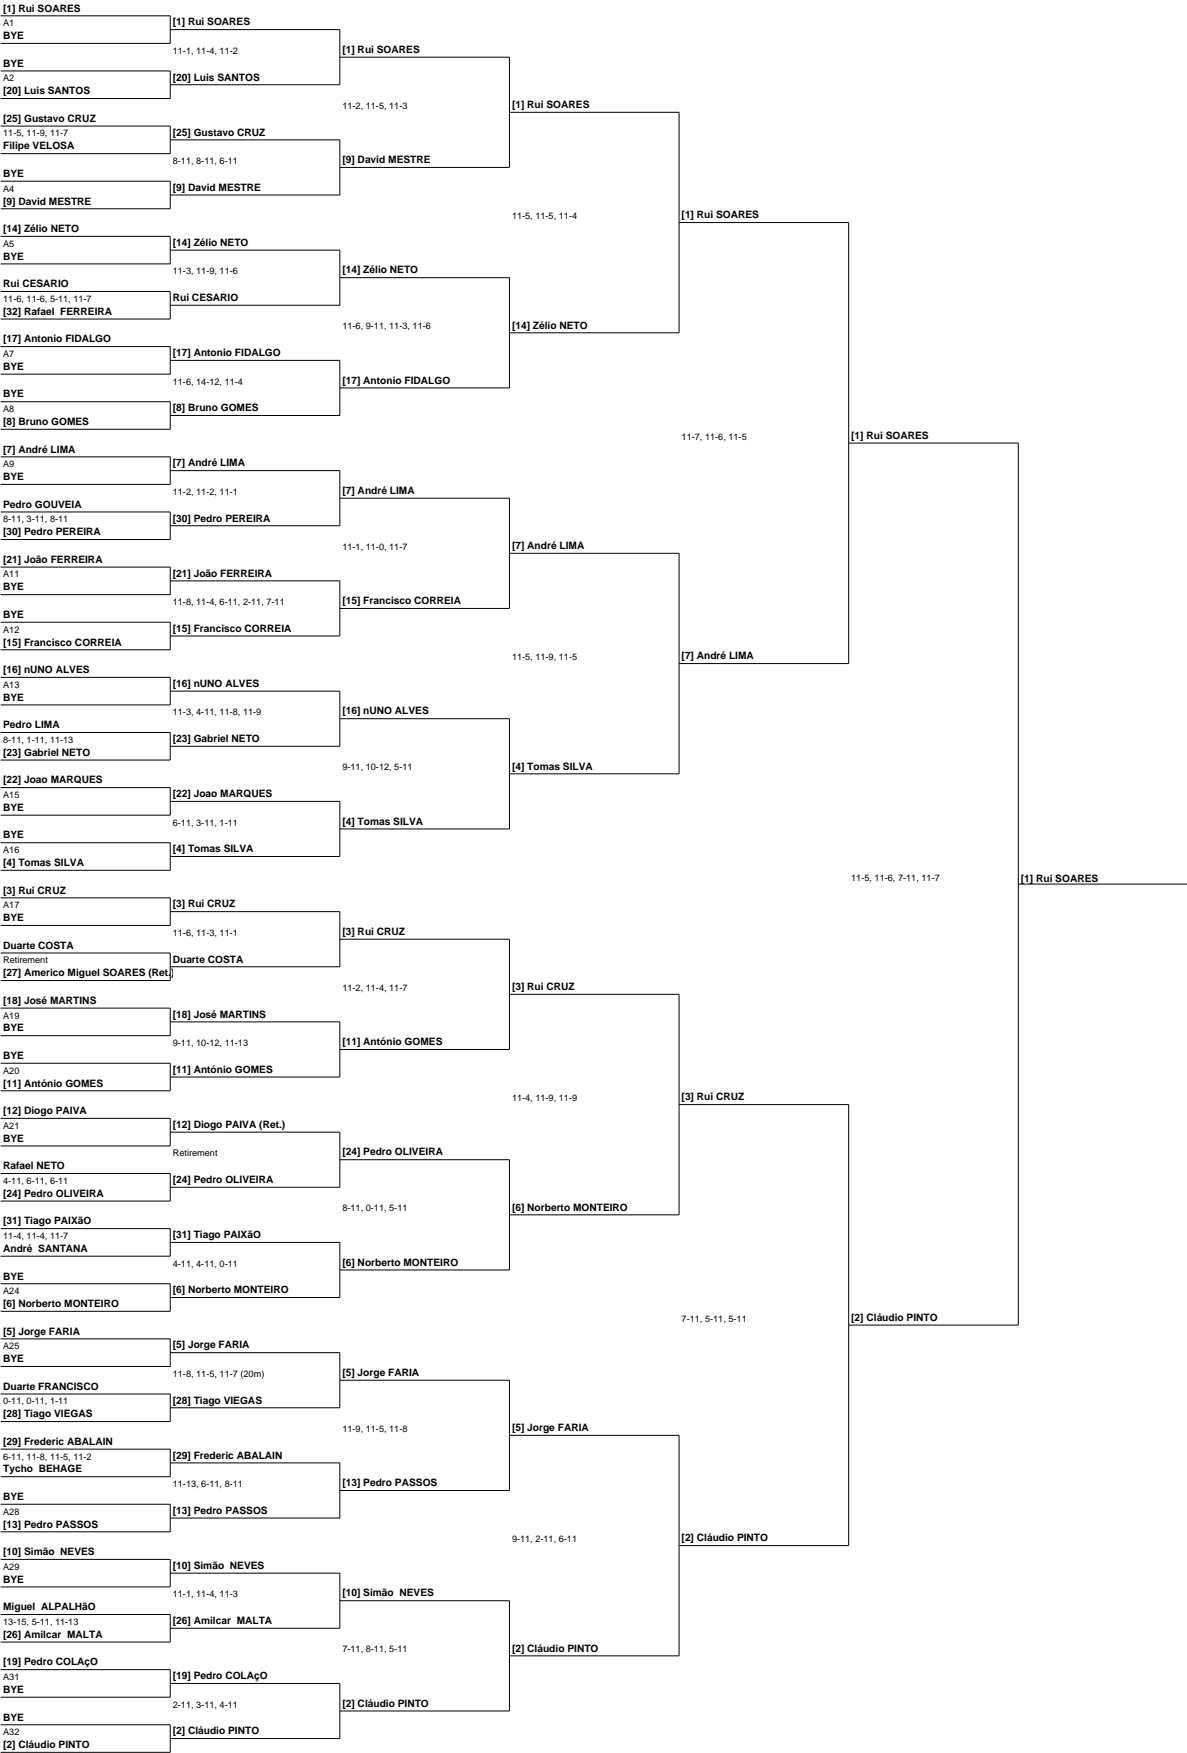 [1] Rui SOARES
A1
[1] Rui SOARES
BYE
11-1, 11-4, 11-2
[1] Rui SOARES
BYE
A2
[20] Luis SANTOS
[20] Luis SANTOS
11-2, 11-5, 11-3
[1] Rui SOARES
[25] Gustavo CRUZ
11-5, 11-9, 11-7
[25] Gustavo CRUZ
Filipe VELOSA
8-11, 8-11, 6-11
[9] David MESTRE
BYE
A4
[9] David MESTRE
[9] David MESTRE
11-5, 11-5, 11-4
[1] Rui SOARES
[14] Zélio NETO
A5
[14] Zélio NETO
BYE
11-3, 11-9, 11-6
[14] Zélio NETO
Rui CESARIO
11-6, 11-6, 5-11, 11-7
Rui CESARIO
[32] Rafael  FERREIRA
11-6, 9-11, 11-3, 11-6
[14] Zélio NETO
[17] Antonio FIDALGO
A7
[17] Antonio FIDALGO
BYE
11-6, 14-12, 11-4
[17] Antonio FIDALGO
BYE
A8
[8] Bruno GOMES
[8] Bruno GOMES
11-7, 11-6, 11-5
[1] Rui SOARES
[7] André LIMA
A9
[7] André LIMA
BYE
11-2, 11-2, 11-1
[7] André LIMA
Pedro GOUVEIA
8-11, 3-11, 8-11
[30] Pedro PEREIRA
[30] Pedro PEREIRA
11-1, 11-0, 11-7
[7] André LIMA
[21] João FERREIRA
A11
[21] João FERREIRA
BYE
11-8, 11-4, 6-11, 2-11, 7-11
[15] Francisco CORREIA
BYE
A12
[15] Francisco CORREIA
[15] Francisco CORREIA
11-5, 11-9, 11-5
[7] André LIMA
[16] nUNO ALVES
A13
[16] nUNO ALVES
BYE
11-3, 4-11, 11-8, 11-9
[16] nUNO ALVES
Pedro LIMA
8-11, 1-11, 11-13
[23] Gabriel NETO
[23] Gabriel NETO
9-11, 10-12, 5-11
[4] Tomas SILVA
[22] Joao MARQUES
A15
[22] Joao MARQUES
BYE
6-11, 3-11, 1-11
[4] Tomas SILVA
BYE
A16
[4] Tomas SILVA
[4] Tomas SILVA
11-5, 11-6, 7-11, 11-7
[1] Rui SOARES
[3] Rui CRUZ
A17
[3] Rui CRUZ
BYE
11-6, 11-3, 11-1
[3] Rui CRUZ
Duarte COSTA
Retirement
Duarte COSTA
[27] Americo Miguel SOARES (Ret.)
11-2, 11-4, 11-7
[3] Rui CRUZ
[18] José MARTINS
A19
[18] José MARTINS
BYE
9-11, 10-12, 11-13
[11] António GOMES
BYE
A20
[11] António GOMES
[11] António GOMES
11-4, 11-9, 11-9
[3] Rui CRUZ
[12] Diogo PAIVA
A21
[12] Diogo PAIVA (Ret.)
BYE
Retirement
[24] Pedro OLIVEIRA
Rafael NETO
4-11, 6-11, 6-11
[24] Pedro OLIVEIRA
[24] Pedro OLIVEIRA
8-11, 0-11, 5-11
[6] Norberto MONTEIRO
[31] Tiago PAIXãO
11-4, 11-4, 11-7
[31] Tiago PAIXãO
André  SANTANA
4-11, 4-11, 0-11
[6] Norberto MONTEIRO
BYE
A24
[6] Norberto MONTEIRO
[6] Norberto MONTEIRO
7-11, 5-11, 5-11
[2] Cláudio PINTO
[5] Jorge FARIA
A25
[5] Jorge FARIA
BYE
11-8, 11-5, 11-7 (20m)
[5] Jorge FARIA
Duarte FRANCISCO
0-11, 0-11, 1-11
[28] Tiago VIEGAS
[28] Tiago VIEGAS
11-9, 11-5, 11-8
[5] Jorge FARIA
[29] Frederic ABALAIN
6-11, 11-8, 11-5, 11-2
[29] Frederic ABALAIN
Tycho  BEHAGE
11-13, 6-11, 8-11
[13] Pedro PASSOS
BYE
A28
[13] Pedro PASSOS
[13] Pedro PASSOS
9-11, 2-11, 6-11
[2] Cláudio PINTO
[10] Simão  NEVES
A29
[10] Simão  NEVES
BYE
11-1, 11-4, 11-3
[10] Simão  NEVES
Miguel  ALPALHãO
13-15, 5-11, 11-13
[26] Amilcar  MALTA
[26] Amilcar  MALTA
7-11, 8-11, 5-11
[2] Cláudio PINTO
[19] Pedro COLAçO
A31
[19] Pedro COLAçO
BYE
2-11, 3-11, 4-11
[2] Cláudio PINTO
BYE
A32
[2] Cláudio PINTO
[2] Cláudio PINTO